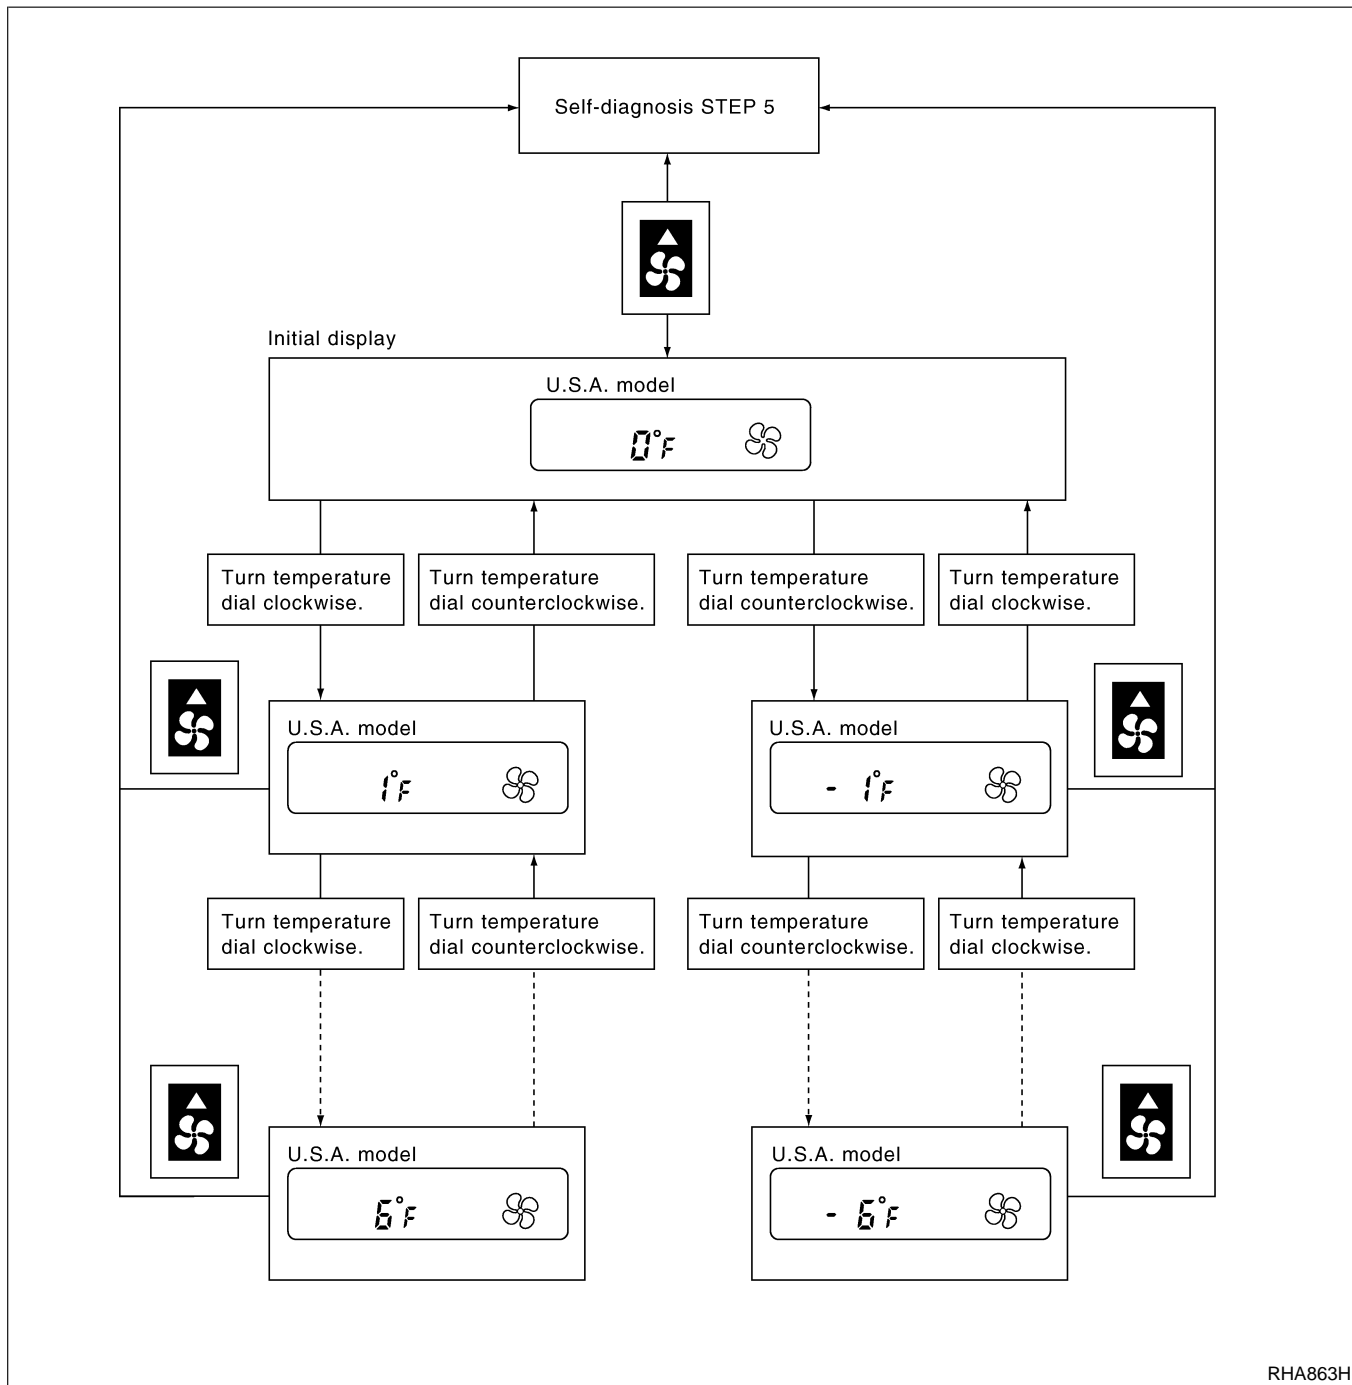 Self-diagnosis STEP 5
Initial display
U.S.A. model
0°F
Turn temperature
dial clockwise.
Turn temperature
dial counterclockwise.
Turn temperature
dial counterclockwise.
Turn temperature
dial clockwise.
U.S.A. model
1°F
U.S.A. model
- 1°F
Turn temperature
dial clockwise.
Turn temperature
dial counterclockwise.
Turn temperature
dial counterclockwise.
Turn temperature
dial clockwise.
U.S.A. model
6°F
U.S.A. model
- 6°F
RHA863H